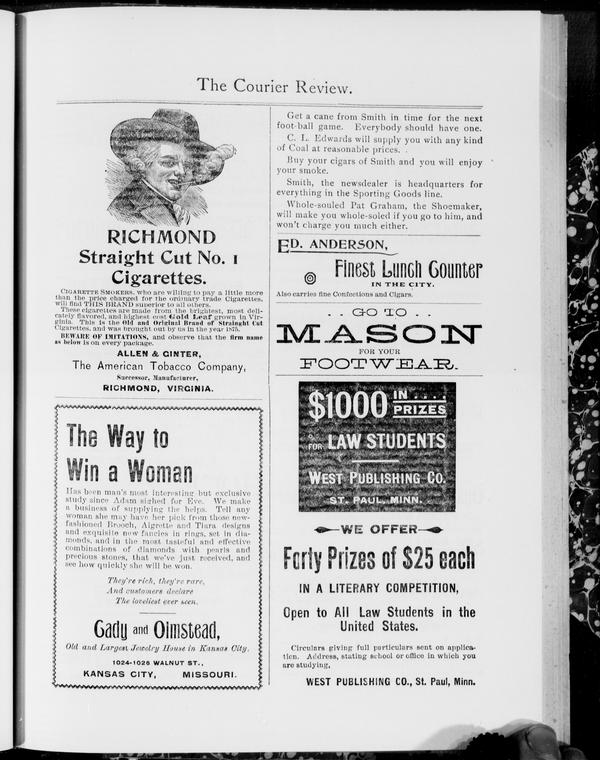 The Courier Review.
RICHMOND
Straight Cut No. 1
Cigarettes.
CIGARETTE SMOKERS, who are willing to pay a little more
than the price charged for the ordinary trade Cigarettes,
will find THIS BRAND superior to all others.
These cigarettes are made from the brightest, most deli-
cately flavored, and highest cost Gold Leaf grown in Vir-
ginia. This is the Old and Original Brand of Straight Cut
Cigarettes, and was brought out by us in the year 1875.
BEWARE OF IMITATIONS, and observe that the firm name
as below is on every package.
ALLEN & GINTER,
The American Tobacco Company,
Successor, Manufacturer,
RICHMOND, VIRGINIA.
The Way to
Win a Woman
Has been man's most interesting but exclusive
study since Adam sighed for Eve. We make
a business of supplying the helps. Tell any
woman she may have her pick from those new-
fashioned Brooch, Aigrette and Tiara designs
and exquisite new fancies in rings, set in dia-
monds, and in the most tasteful and effective
combinations of diamonds with pearls and
precious stones, that we've just received, and
see how quickly she will be won.
They're rich, they're rare,
And customers declare
The loveliest ever seen.
Cady and Olmstead,
Old and Largest Jewelry House in Kansas City,
1024-1026 WALNUT ST.,
KANSAS CITY, MISSOURI.
Get a cane from Smith in time for the next
foot-ball game. Everybody should have one.
C. L. Edwards will supply you with any kind
of Coal at reasonable prices.
Buy your cigars of Smith and you will enjoy
your smoke.
Smith, the newsdealer is headquarters for
everything in the Sporting Goods line.
Whole-souled Pat Graham, the Shoemaker,
will make you whole-soled if you go to him, and
won't charge you much either.
ED. ANDERSON,
Finest Lunch Counter
IN THE CITY.
Also carries fine Confections and Cigars.
. . GO TO . .
MASON
FOR YOUR
FOOTWEAR.
$1000 IN . . . .
PRIZES
FOR LAW STUDENTS
WEST PUBLISHING CO.
ST. PAUL, MINN.
WE OFFER
Forty Prizes of $25 each
IN A LITERARY COMPETITION,
Open to All Law Students in the
United States.
Circulars giving full particulars sent on applica-
tion. Address, stating school or office in which you
are studying,
WEST PUBLISHING CO., St. Paul, Minn.